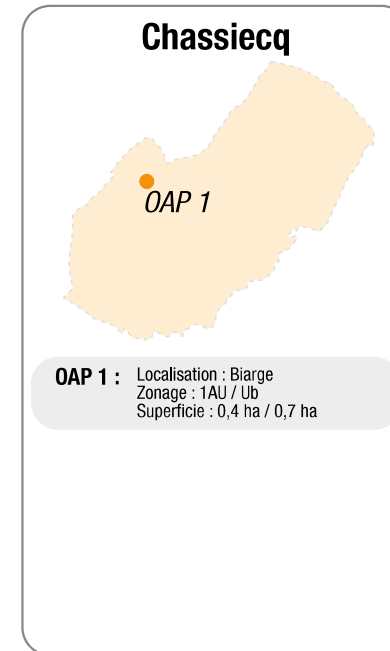 Chassiecq
OAP 1
OAP 1 : Localisation : Biarge
Zonage : 1AU / Ub
Superficie : 0,4 ha / 0,7 ha